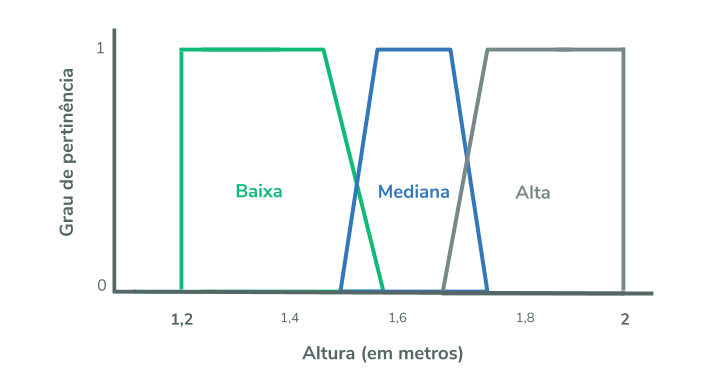 Grau de pertinência
1
0
Baixa
Mediana
Alta
1,2
1,4
1,6
1,8
2
Altura (em metros)